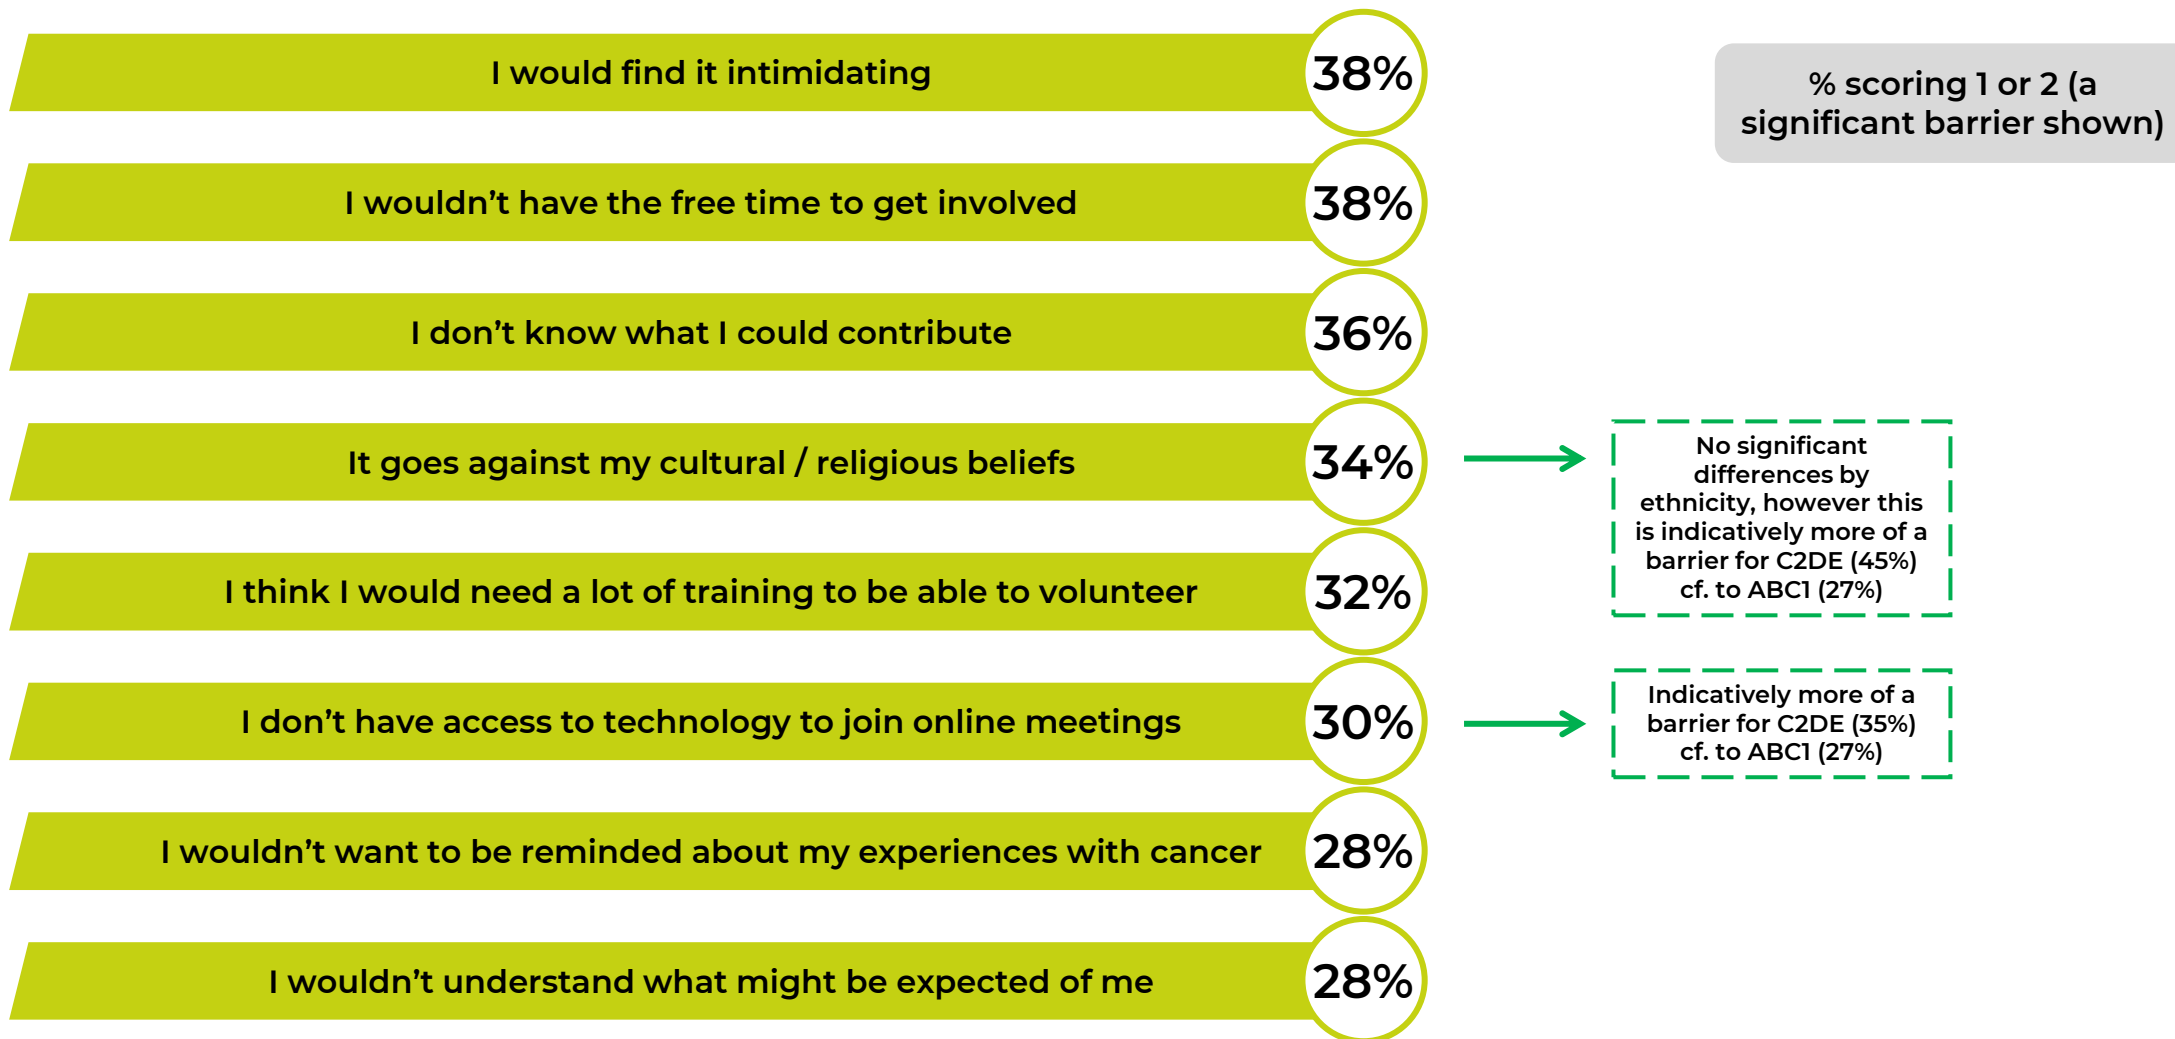 I would find it intimidating
38%
% scoring 1 or 2 (a
significant barrier shown)
I wouldn’t have the free time to get involved
38%
I don’t know what I could contribute
36%
It goes against my cultural / religious beliefs
34%
No significant
differences by
ethnicity, however this
is indicatively more of a
barrier for C2DE (45%)
cf. to ABC1 (27%)
I think I would need a lot of training to be able to volunteer
32%
I don’t have access to technology to join online meetings
30%
Indicatively more of a
barrier for C2DE (35%)
cf. to ABC1 (27%)
I wouldn’t want to be reminded about my experiences with cancer
28%
I wouldn’t understand what might be expected of me
28%